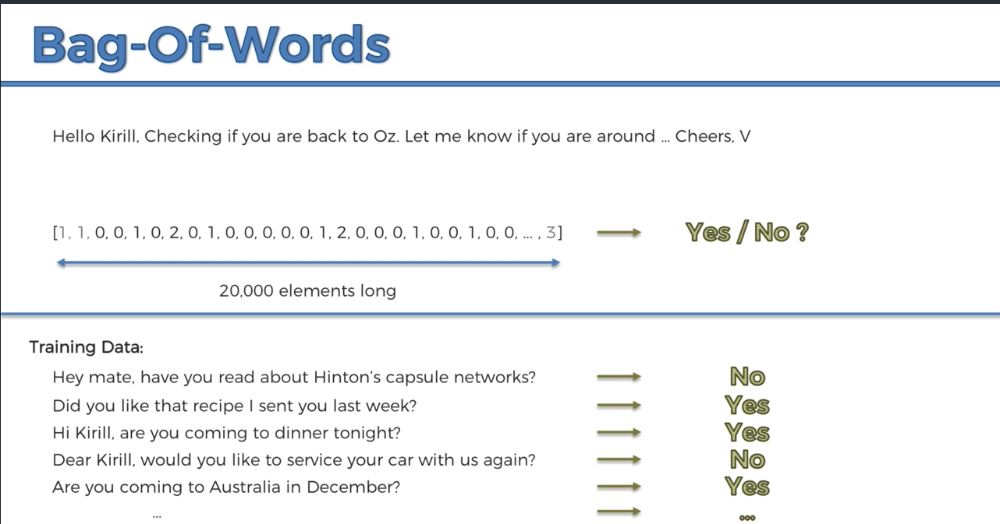 Bag-Of-Words
Hello Kirill, Checking if you are back to Oz. Let me know if you are around ... Cheers, V
[1, 1, 0, 0, 1, 0, 2, 0, 1, 0, 0, 0, 0, 0, 1, 2, 0, 0, 0, 1, 0, 0, 1, 0, 0, ... , 3]
Yes / No ?
20,000 elements long
Training Data:
Hey mate, have you read about Hinton's capsule networks? No
Did you like that recipe I sent you last week? Yes
Hi Kirill, are you coming to dinner tonight? Yes
Dear Kirill, would you like to service your car with us again? No
Are you coming to Australia in December? Yes
... ...